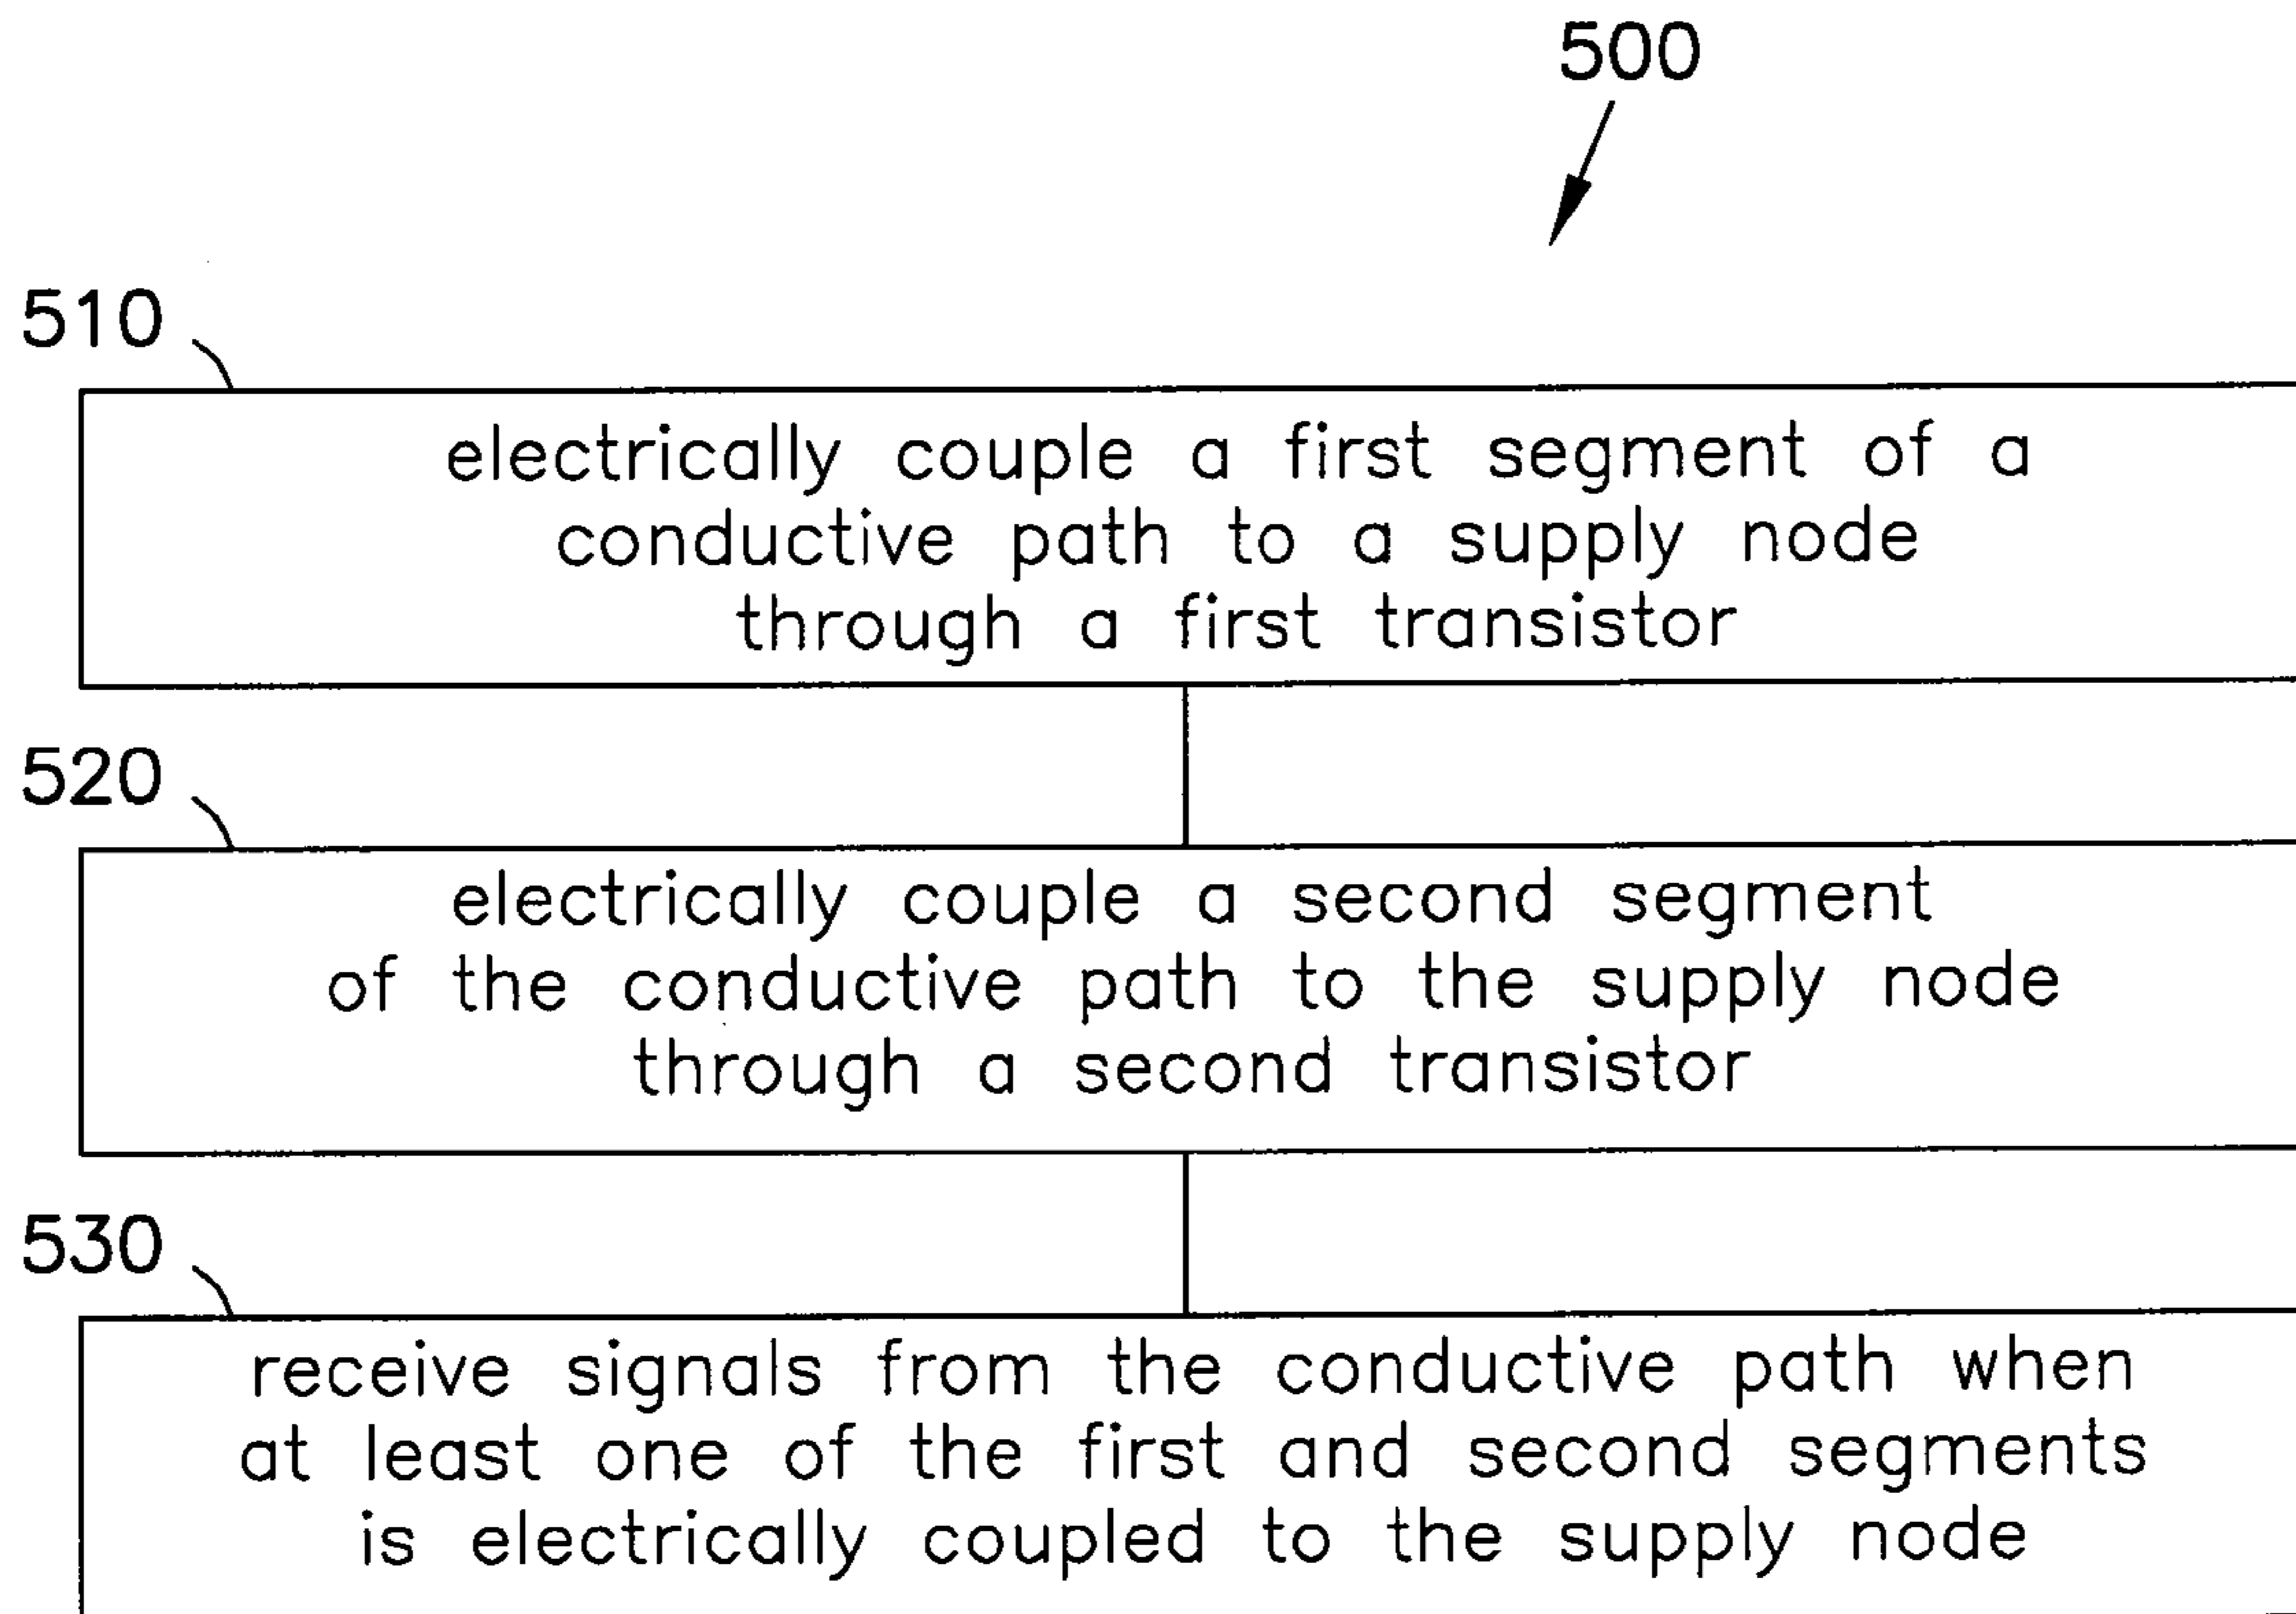 500
510
electrically couple a first segment of a
conductive path to a supply node
through a first transistor
520
electrically couple a second segment
of the conductive path to the supply node
through a second transistor
530
receive signals from the conductive path when
at least one of the first and second segments
is electrically coupled to the supply node